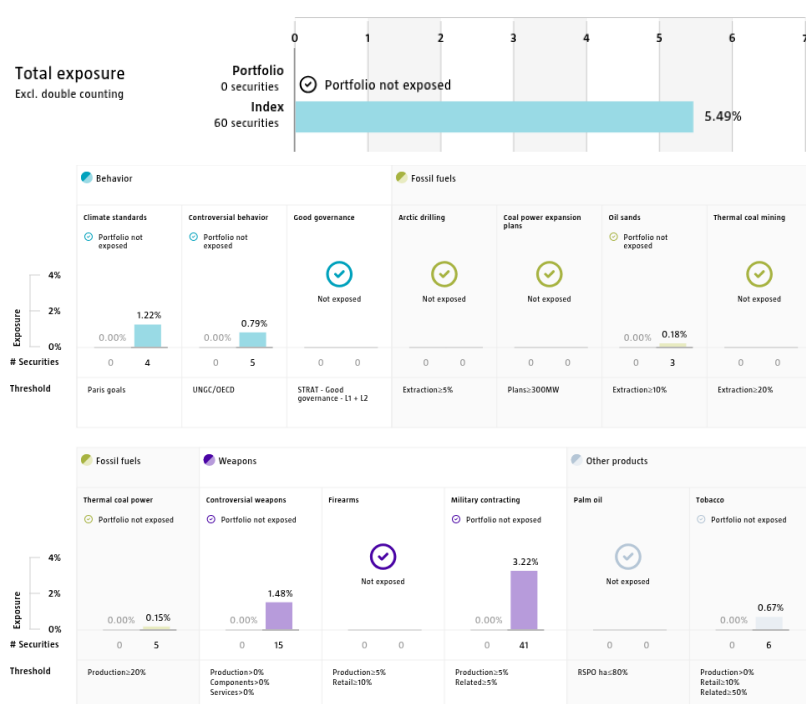 0 1 2 3 4 5 6 7
Total exposure
Excl. double counting
Portfolio
0 securities
Portfolio not exposed
Index
60 securities
5.49%
Behavior
Fossil fuels
Climate standards
Controversial behavior
Good governance
Arctic drilling
Coal power expansion
plans
Oil sands
Thermal coal mining
Portfolio not
exposed
Portfolio not
exposed
Portfolio not
exposed
Not exposed
Not exposed
Not exposed
Not exposed
Exposure
4%
2%
0%
0.00% 1.22%
0.00% 0.79%
0.00% 0.18%
# Securities 0 4 0 5 0 0 0 0 0 0 0 3 0 0
Threshold
Paris goals
UNGC/OECD
STRAT - Good
governance - L1 + L2
Extraction≥5%
Plans≥300MW
Extraction≥10%
Extraction≥20%
Fossil fuels
Weapons
Other products
Thermal coal power
Controversial weapons
Firearms
Military contracting
Palm oil
Tobacco
Portfolio not exposed
Portfolio not exposed
Portfolio not exposed
Portfolio not exposed
Not exposed
Not exposed
Exposure
4%
2%
0%
0.00% 0.15%
0.00% 1.48%
0.00% 3.22%
0.00% 0.67%
# Securities 0 5 0 15 0 0 0 41 0 0 0 6
Threshold
Production≥20%
Production>0%
Components>0%
Services>0%
Production≥5%
Retail≥10%
Production≥5%
Related≥5%
RSPO ha≤80%
Production>0%
Retail≥10%
Related≥50%